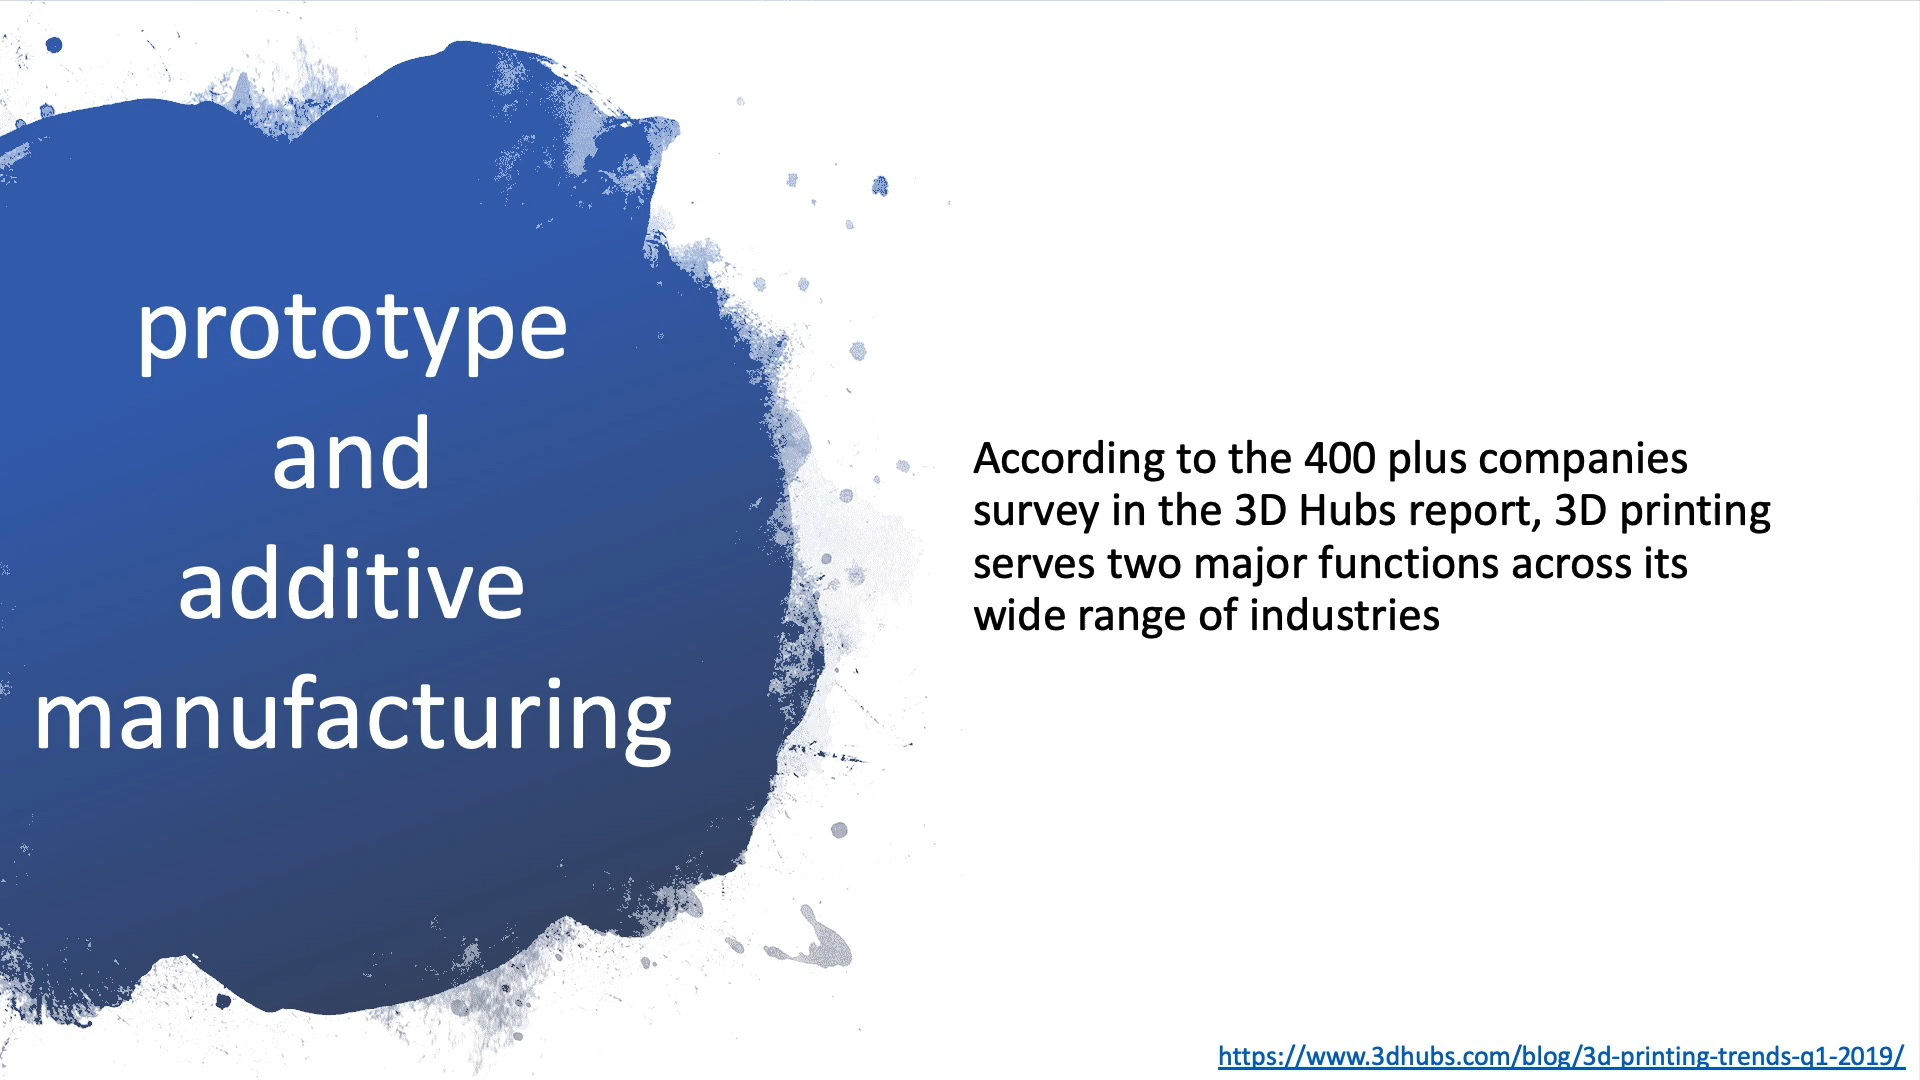 prototype
and
additive
manufacturing
According to the 400 plus companies
survey in the 3D Hubs report, 3D printing
serves two major functions across its
wide range of industries
https://www.3dhubs.com/blog/3d-printing-trends-q1-2019/